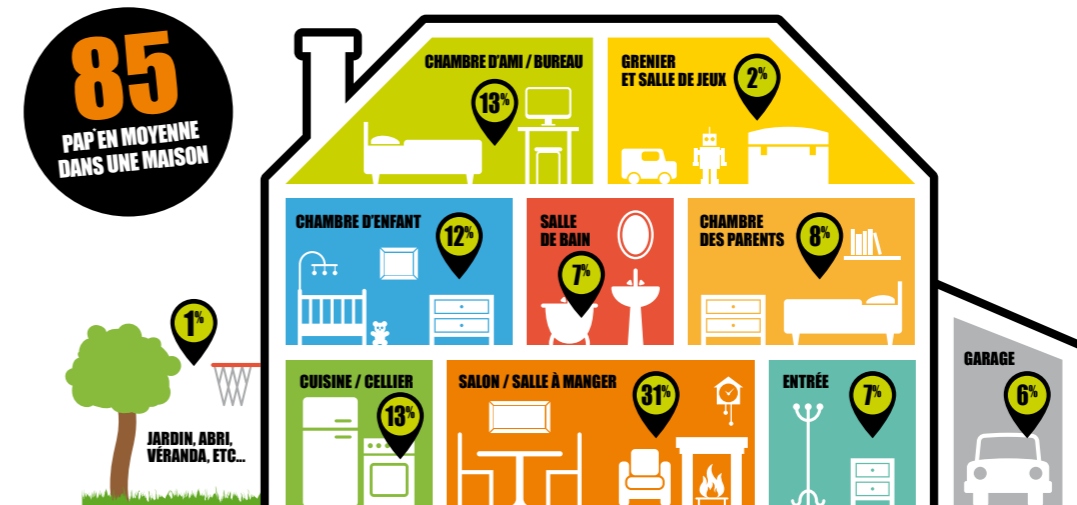 85
PAP* EN MOYENNE
DANS UNE MAISON
CHAMBRE D'AMI / BUREAU
13%
GRENIER
ET SALLE DE JEUX
2%
CHAMBRE D'ENFANT
12%
SALLE
DE BAIN
7%
CHAMBRE
DES PARENTS
8%
1%
JARDIN, ABRI,
VÉRANDA, ETC...
CUISINE / CELLIER
13%
SALON / SALLE À MANGER
31%
ENTRÉE
7%
GARAGE
6%